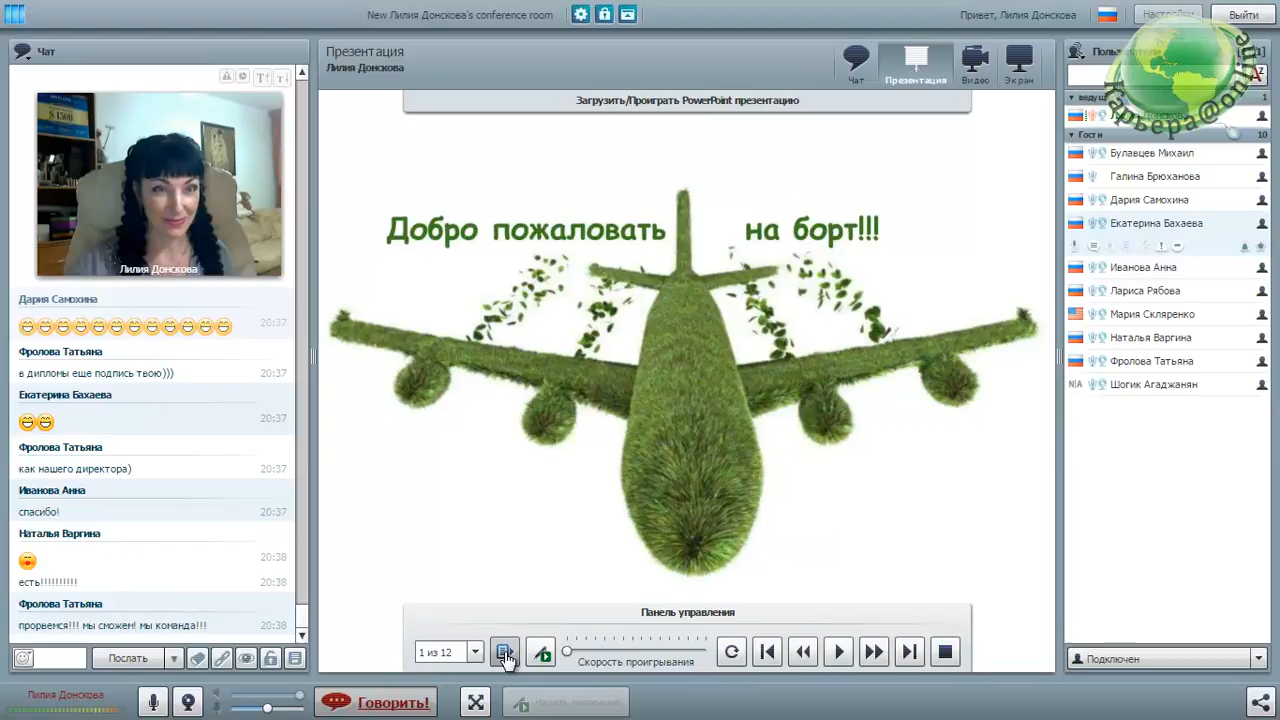 New Лилия Донскова's conference room
Привет, Лилия Донскова
Настройки
Выйти
Чат
Лилия Донскова
Дария Самохина
20:37
Фролова Татьяна
в дипломы еще подпись твою)))
20:37
Екатерина Бахаева
20:37
Фролова Татьяна
как нашего директора)
20:37
Иванова Анна
спасибо!
20:37
Наталья Варгина
20:38
есть!!!!!!!!!!
20:38
Фролова Татьяна
прорвемся!!! мы сможем! мы команда!!!
20:38
Послать
Презентация
Лилия Донскова
Чат
Презентация
Видео
Экран
Загрузить/Проиграть PowerPoint презентацию
Добро пожаловать на борт!!!
Панель управления
1 из 12
Скорость проигрывания
Пользователи
Карьера@online
1
Гости
10
Булавцев Михаил
Галина Брюханова
Дария Самохина
Екатерина Бахаева
Иванова Анна
Лариса Рябова
Мария Скляренко
Наталья Варгина
Фролова Татьяна
N/A
Шогик Агаджанян
Подключен
Лилия Донскова
Говорить!